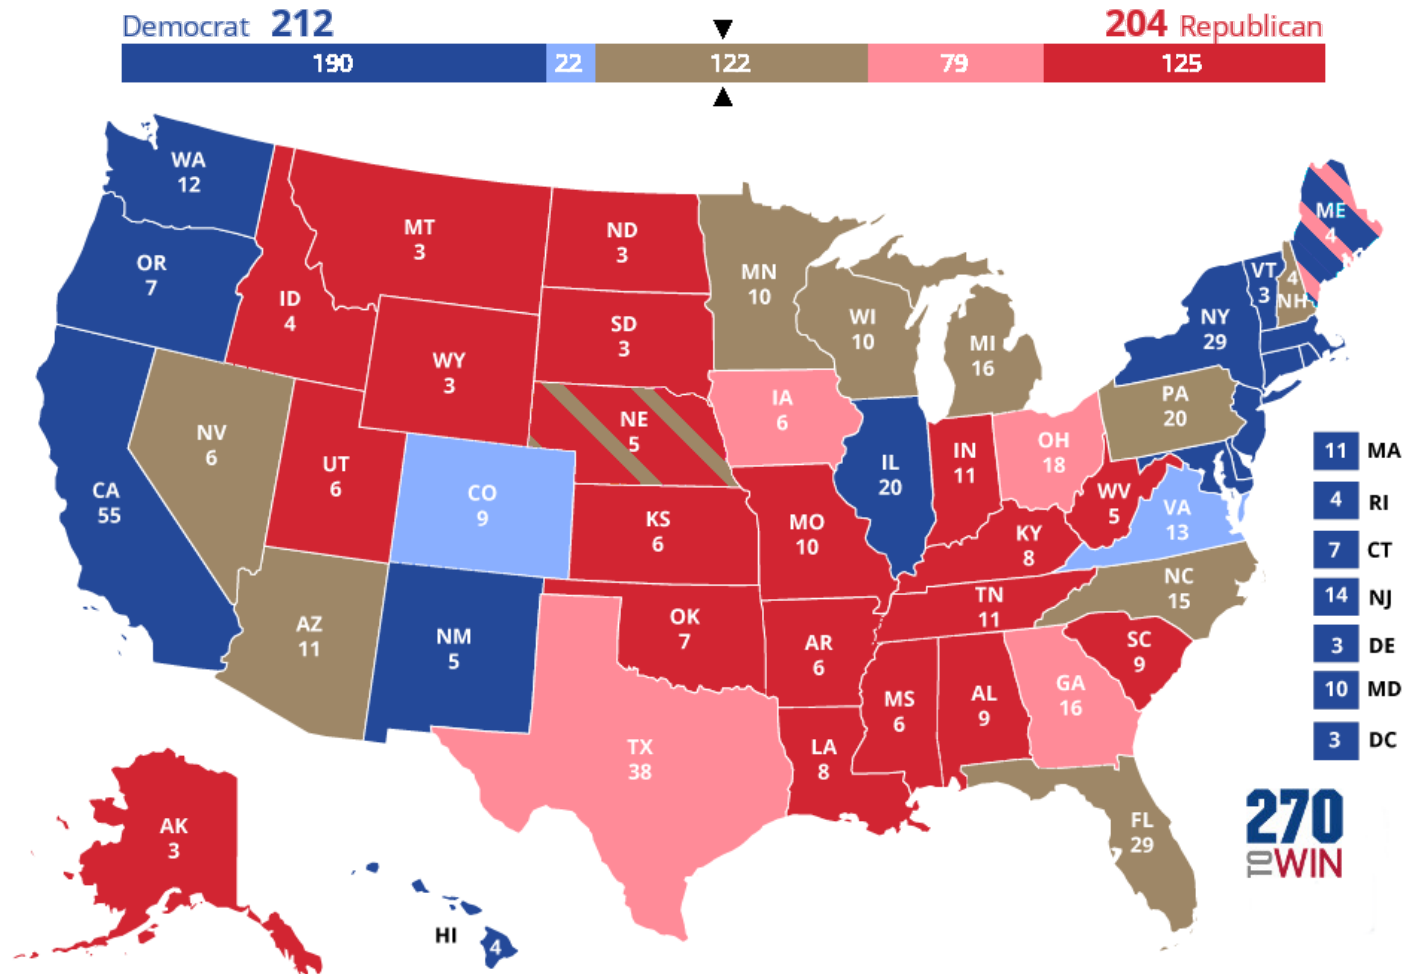 Democrat 212
204 Republican
190
22
122
79
125
WA
12
OR
7
CA
55
NV
6
ID
4
MT
3
WY
3
UT
6
AZ
11
CO
9
NM
5
ND
3
SD
3
NE
5
KS
6
OK
7
TX
38
MN
10
IA
6
MO
10
AR
6
LA
8
WI
10
IL
20
MI
16
IN
11
OH
18
KY
8
TN
11
MS
6
AL
9
GA
16
FL
29
SC
9
NC
15
VA
13
WV
5
PA
20
NY
29
VT
3
4
NH
ME
4
11 MA
4 RI
7 CT
14 NJ
3 DE
10 MD
3 DC
AK
3
HI
4
270
TO WIN